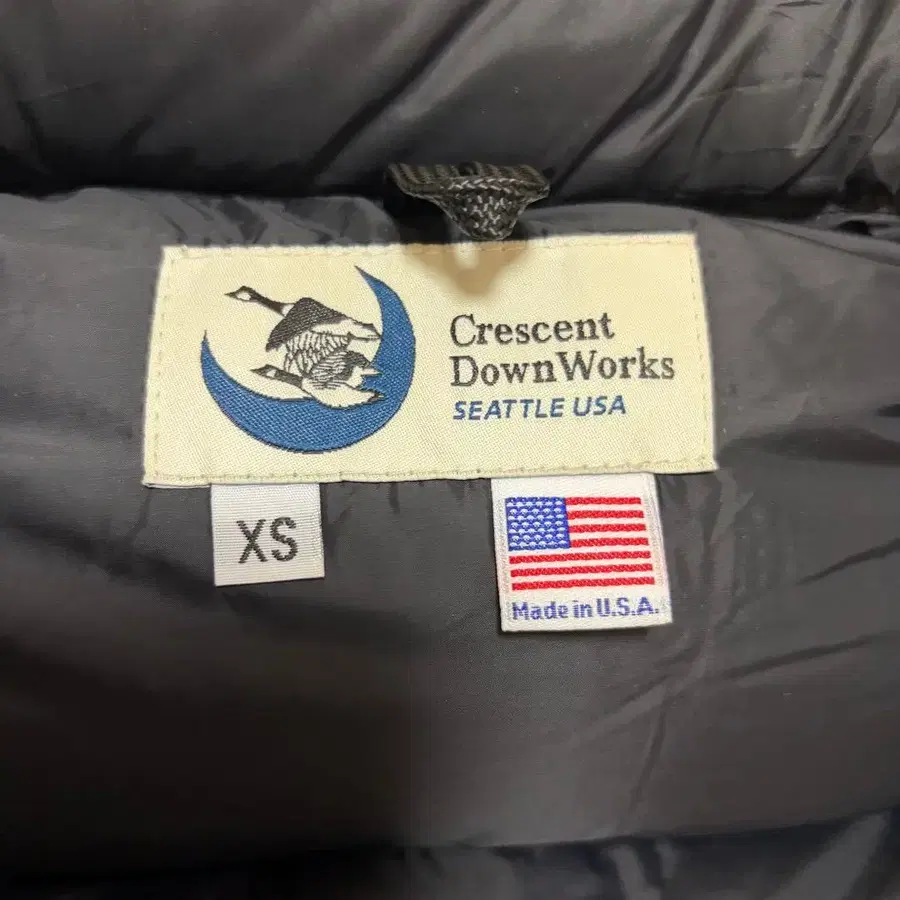 Crescent
DownWorks
SEATTLE USA
XS
Made in U.S.A.